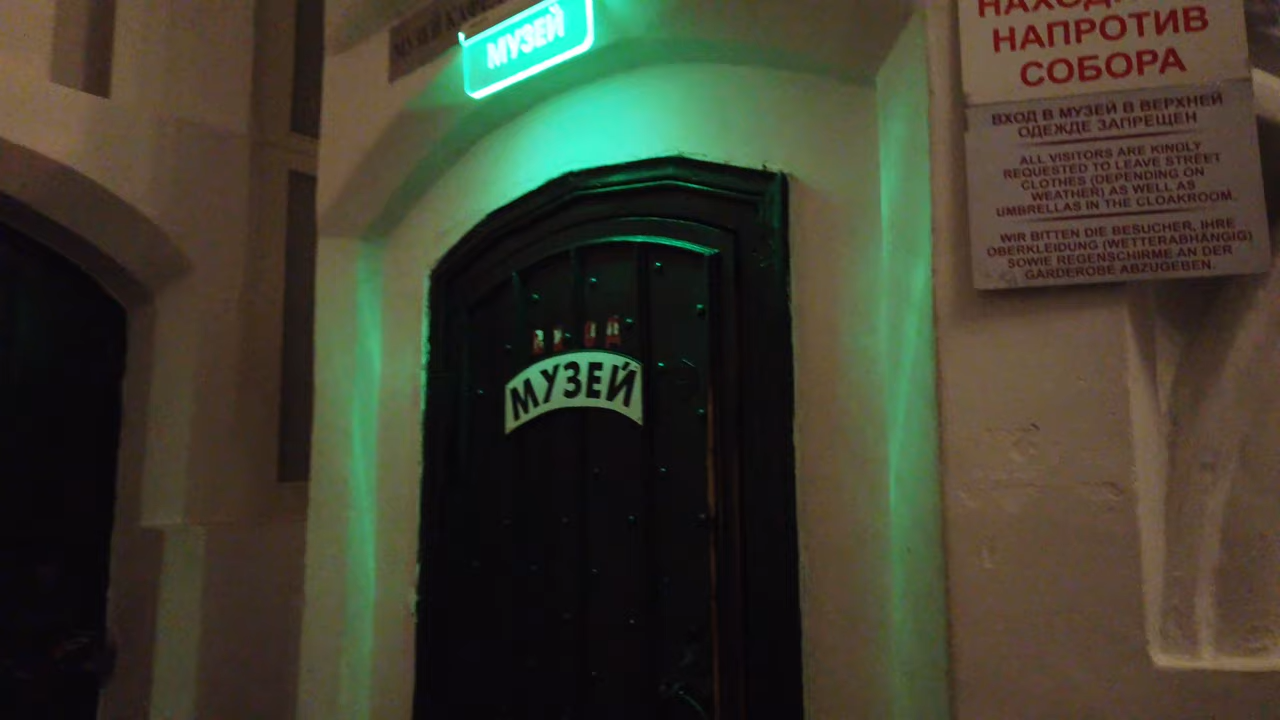 МУЗЕЙ
МУЗЕЙ
НАПРОТИВ
СОБОРА
ВХОД В МУЗЕЙ В ВЕРХНЕЙ
ОДЕЖДЕ ЗАПРЕЩЕН
ALL VISITORS ARE KINDLY
REQUESTED TO LEAVE STREET
CLOTHES (DEPENDING ON
WEATHER) AS WELL AS
UMBRELLAS IN THE CLOAKROOM.
WIR BITTEN DIE BESUCHER, IHRE
OBERKLEIDUNG (WETTERABHÄNGIG)
SOWIE REGENSCHIRME AN DER
GARDEROBE ABZUGEBEN.